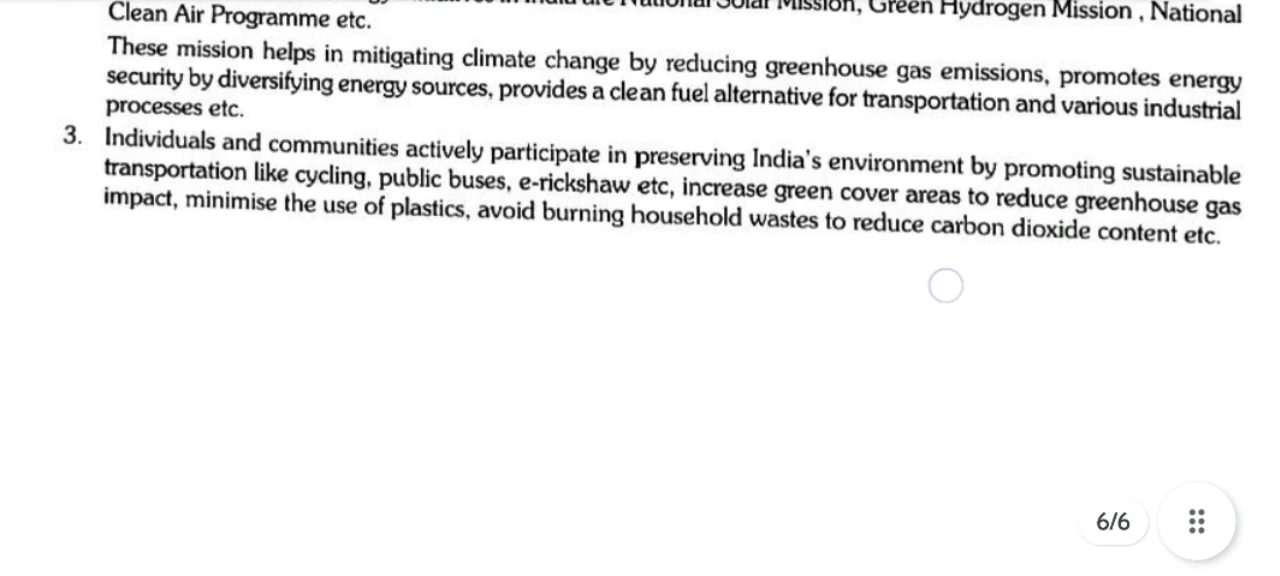 Solar Mission, Green Hydrogen Mission , National
Clean Air Programme etc.
These mission helps in mitigating climate change by reducing greenhouse gas emissions, promotes energy
security by diversifying energy sources, provides a clean fuel alternative for transportation and various industrial
processes etc.
3. Individuals and communities actively participate in preserving India's environment by promoting sustainable
transportation like cycling, public buses, e-rickshaw etc, increase green cover areas to reduce greenhouse gas
impact, minimise the use of plastics, avoid burning household wastes to reduce carbon dioxide content etc.
6/6